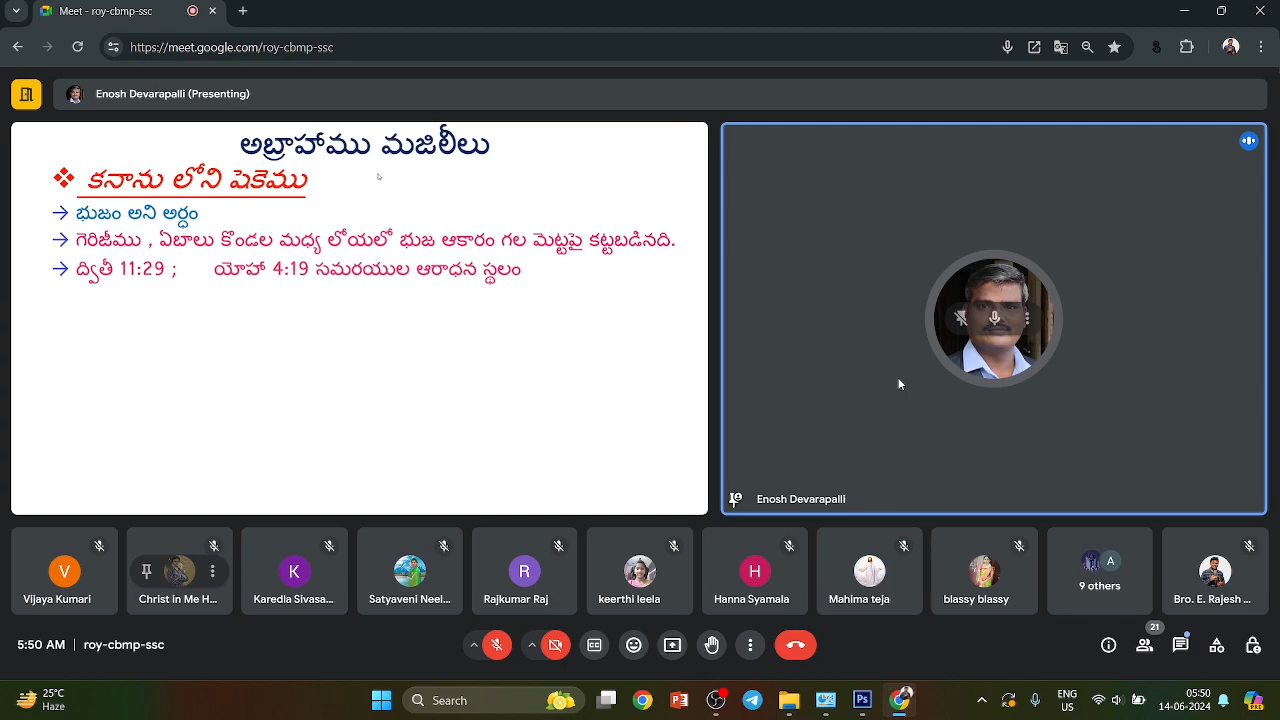 Meet - roy-cbmp-ssc
https://meet.google.com/roy-cbmp-ssc
Enosh Devarapalli (Presenting)
అబ్రాహాము మజిలీలు
❖ కనాను లోని షెకెము
→ భుజం అని అర్ధం
→ గెరిజీము , ఏబాలు కొండల మధ్య లోయలో భుజ ఆకారం గల మెట్టపై కట్టబడినది.
→ ద్వితీ 11:29 ; యోహా 4:19 సమరయుల ఆరాధన స్థలం
Enosh Devarapalli
V
K
R
H
A
9 others
Vijaya Kumari
Christ In Me H...
Karedla Sivasa...
Satyaveni Neel...
Rajkumar Raj
keerthi leela
Hanna Syamala
Mahima teja
blassy blassy
Bro. E. Rajesh ...
5:50 AM | roy-cbmp-ssc
21
25°C
Haze
Search
ENG
US
05:50
14-06-2024